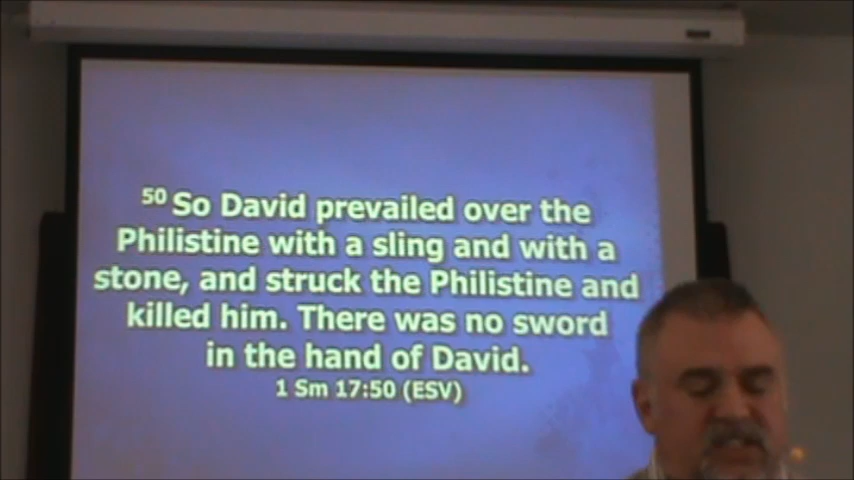 50 So David prevailed over the
Philistine with a sling and with a
stone, and struck the Philistine and
killed him. There was no sword
in the hand of David.
1 Sm 17:50 (ESV)